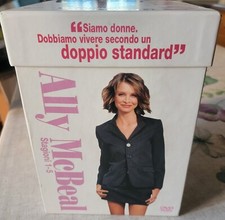 “Siamo donne.
Dobbiamo vivere secondo un
doppio standard”
Ally McBeal
Stagioni 1-5
DVD